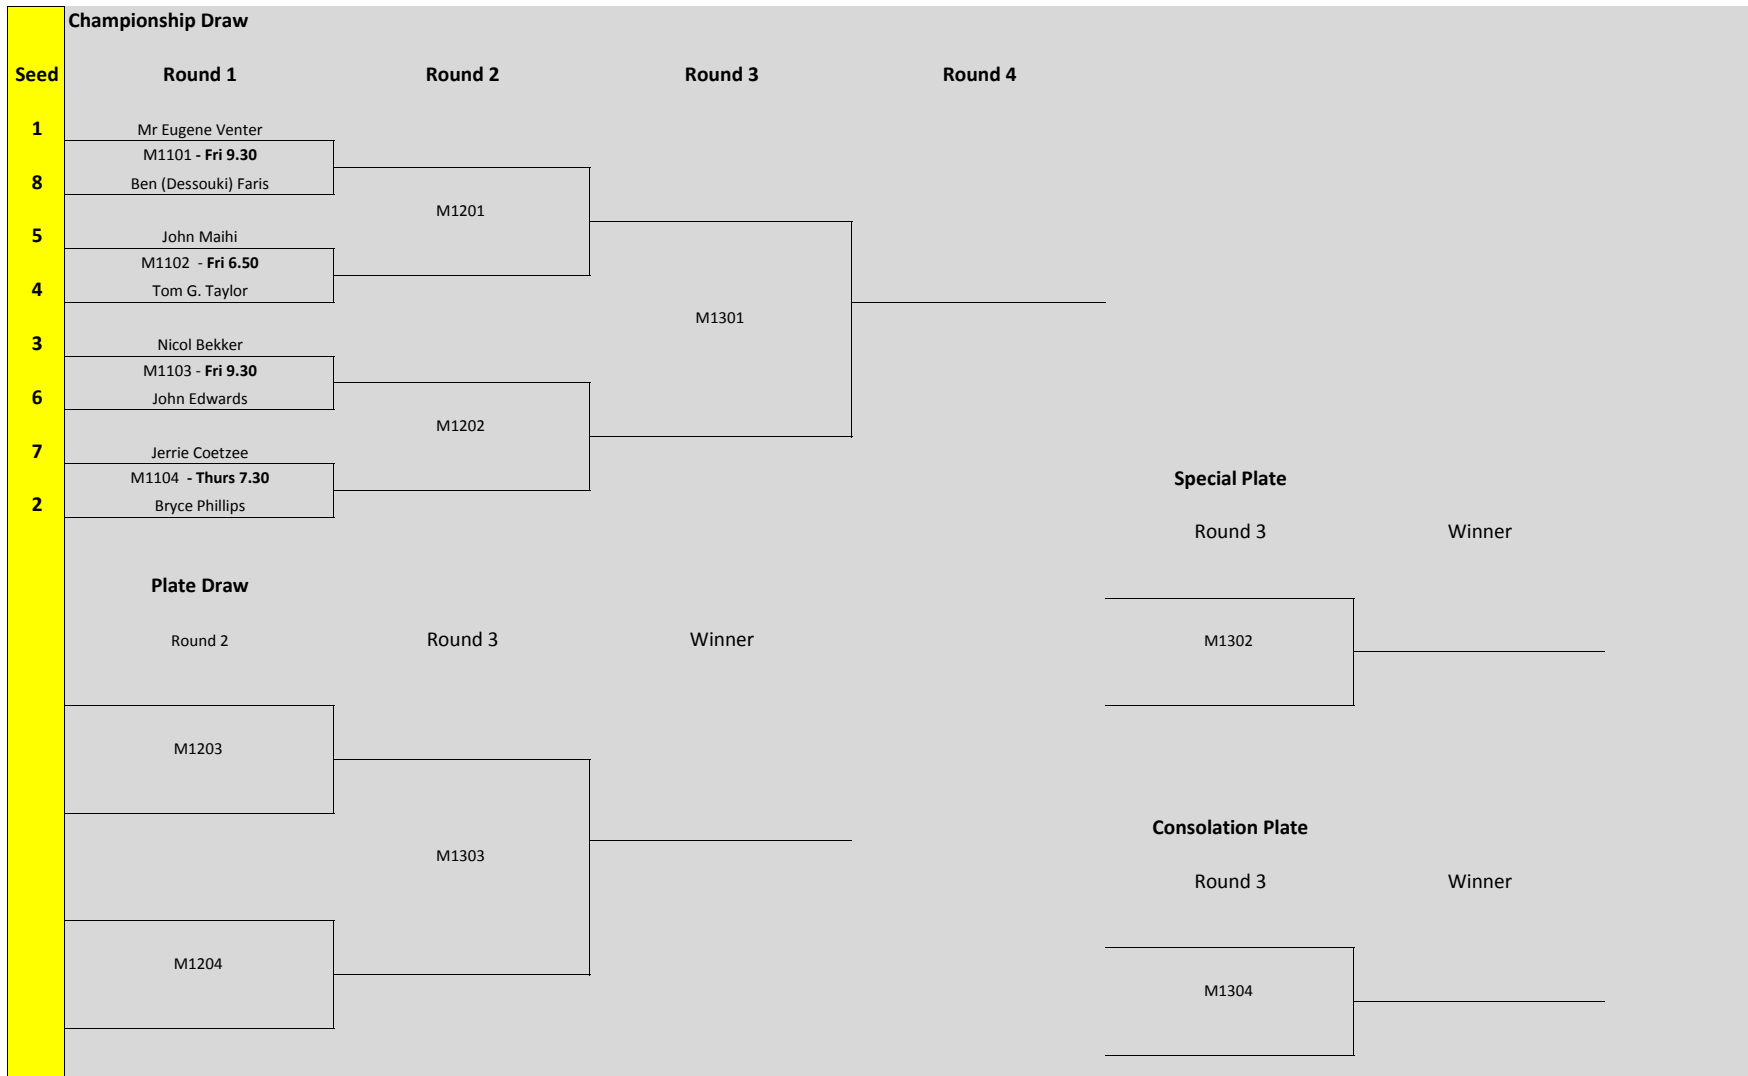 Championship Draw
Seed Round 1 Round 2 Round 3 Round 4
1 Mr Eugene Venter
M1101 - Fri 9.30
8 Ben (Dessouki) Faris
M1201
5 John Maihi
M1102 - Fri 6.50
4 Tom G. Taylor
M1301
3 Nicol Bekker
M1103 - Fri 9.30
6 John Edwards
M1202
7 Jerrie Coetzee
M1104 - Thurs 7.30
2 Bryce Phillips
Special Plate
Round 3 Winner
M1302
Plate Draw
Round 2 Round 3 Winner
M1203
M1303
M1204
Consolation Plate
Round 3 Winner
M1304